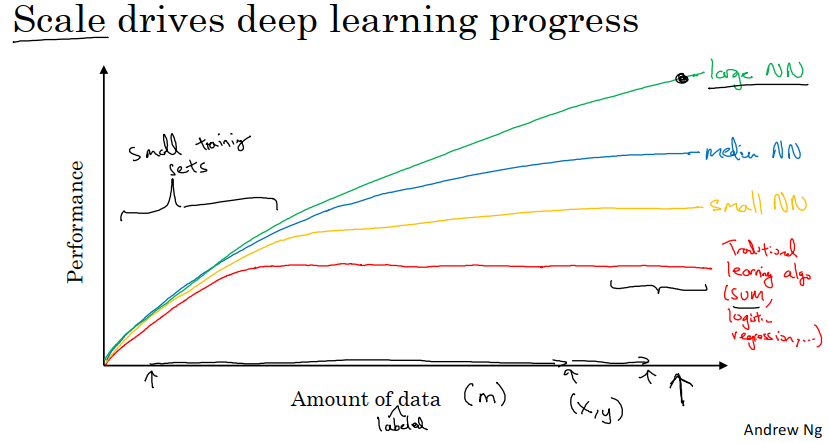 Scale drives deep learning progress
large NN
small training
sets
medium NN
small NN
Performance
Traditional
learning algo
(SVM,
logistic
regression,...)
Amount of data (m)
labeled
(x,y)
Andrew Ng